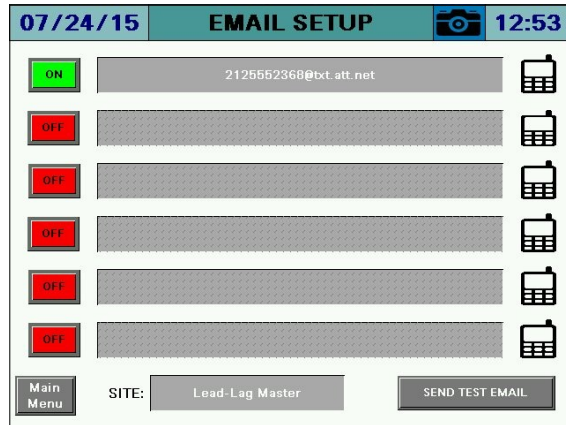 07/24/15 EMAIL SETUP 12:53
ON 2125552368@txt.att.net
OFF
OFF
OFF
OFF
OFF
Main
Menu
SITE: Lead-Lag Master SEND TEST EMAIL